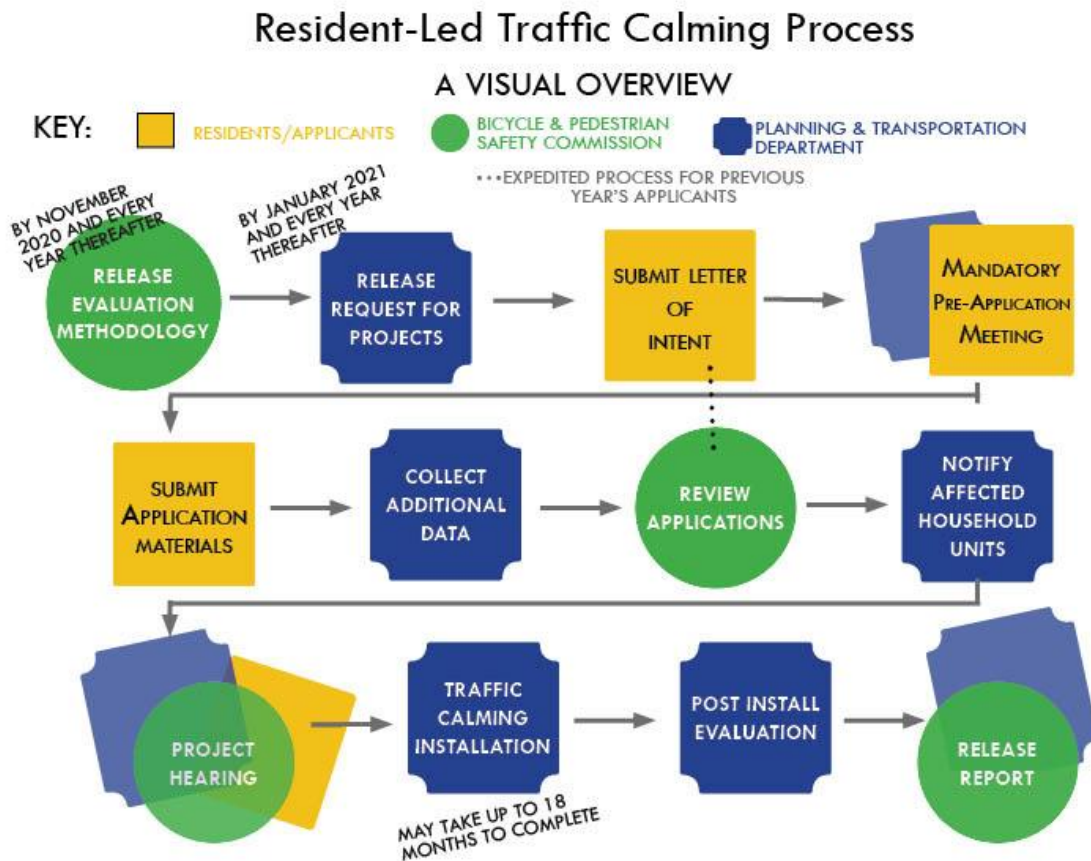 Resident-Led Traffic Calming Process
A VISUAL OVERVIEW
KEY:
RESIDENTS/APPLICANTS
BICYCLE & PEDESTRIAN
SAFETY COMMISSION
PLANNING & TRANSPORTATION
DEPARTMENT
•••EXPEDITED PROCESS FOR PREVIOUS
YEAR'S APPLICANTS
BY NOVEMBER
2020 AND EVERY
YEAR THEREAFTER
RELEASE
EVALUATION
METHODOLOGY
BY JANUARY 2021
AND EVERY YEAR
THEREAFTER
RELEASE
REQUEST FOR
PROJECTS
SUBMIT LETTER
OF
INTENT
MANDATORY
PRE-APPLICATION
MEETING
SUBMIT
APPLICATION
MATERIALS
COLLECT
ADDITIONAL
DATA
REVIEW
APPLICATIONS
NOTIFY
AFFECTED
HOUSEHOLD
UNITS
PROJECT
HEARING
TRAFFIC
CALMING
INSTALLATION
MAY TAKE UP TO 18
MONTHS TO COMPLETE
POST INSTALL
EVALUATION
RELEASE
REPORT